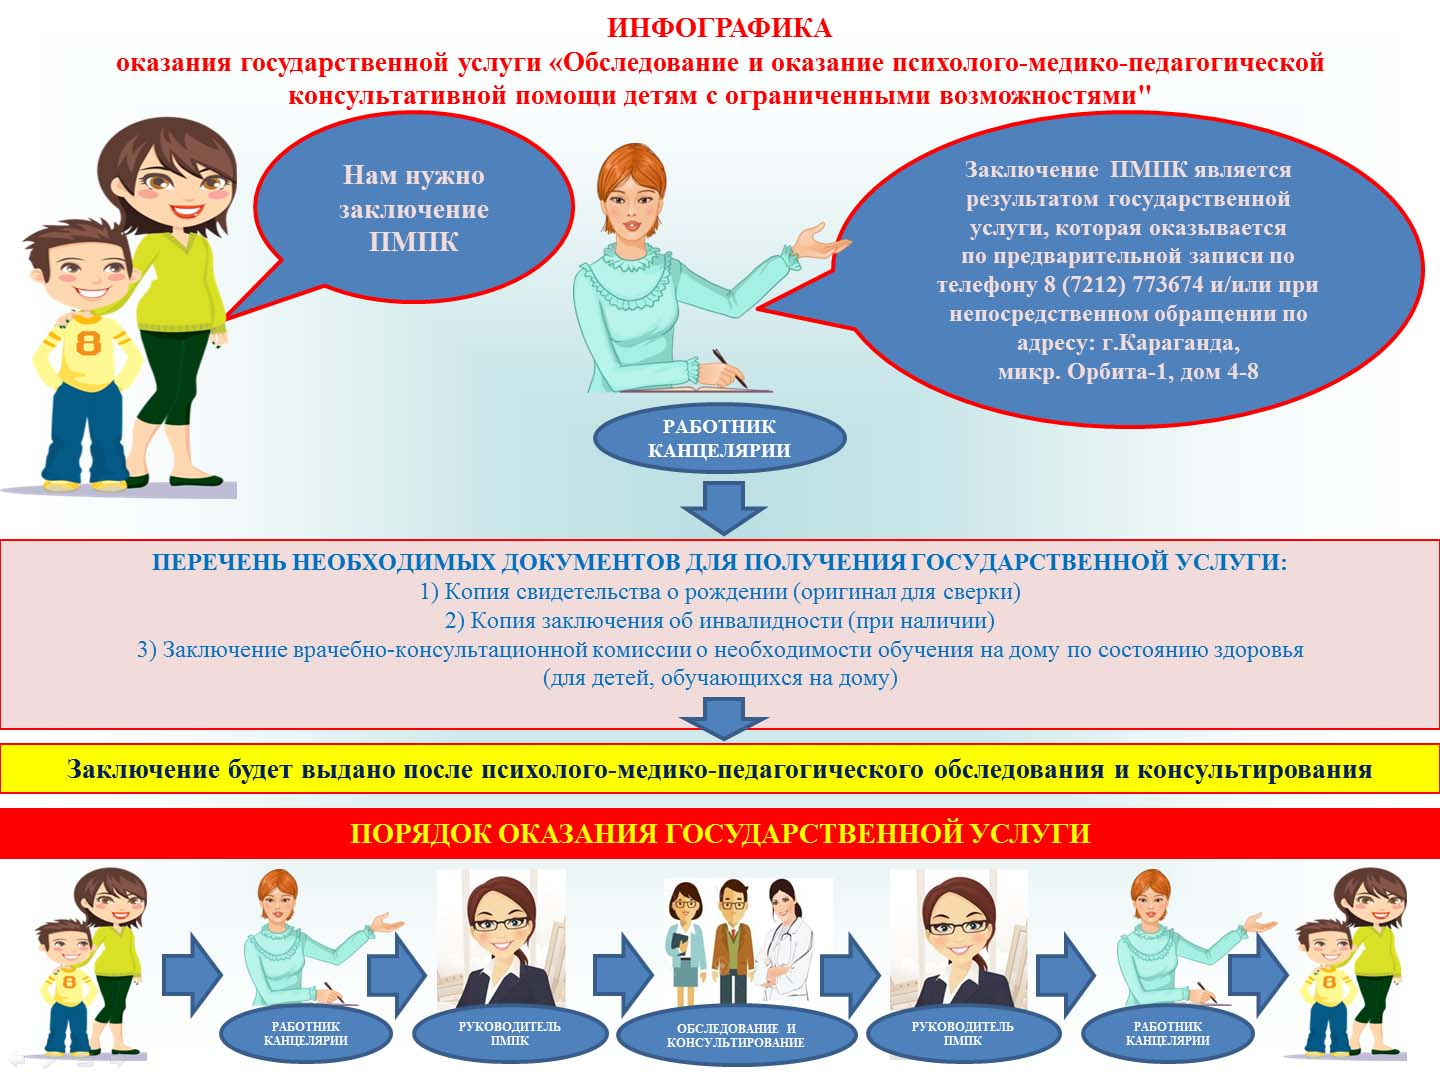 ИНФОГРАФИКА
оказания государственной услуги «Обследование и оказание психолого-медико-педагогической
консультативной помощи детям с ограниченными возможностями"
Нам нужно
заключение
ПМПК
Заключение ПМПК является
результатом государственной
услуги, которая оказывается
по предварительной записи по
телефону 8 (7212) 773674 и/или при
непосредственном обращении по
адресу: г.Караганда,
микр. Орбита-1, дом 4-8
8
РАБОТНИК
КАНЦЕЛЯРИИ
ПЕРЕЧЕНЬ НЕОБХОДИМЫХ ДОКУМЕНТОВ ДЛЯ ПОЛУЧЕНИЯ ГОСУДАРСТВЕННОЙ УСЛУГИ:
1) Копия свидетельства о рождении (оригинал для сверки)
2) Копия заключения об инвалидности (при наличии)
3) Заключение врачебно-консультационной комиссии о необходимости обучения на дому по состоянию здоровья
(для детей, обучающихся на дому)
Заключение будет выдано после психолого-медико-педагогического обследования и консультирования
ПОРЯДОК ОКАЗАНИЯ ГОСУДАРСТВЕННОЙ УСЛУГИ
8
РАБОТНИК
КАНЦЕЛЯРИИ
РУКОВОДИТЕЛЬ
ПМПК
ОБСЛЕДОВАНИЕ И
КОНСУЛЬТИРОВАНИЕ
РУКОВОДИТЕЛЬ
ПМПК
РАБОТНИК
КАНЦЕЛЯРИИ
8